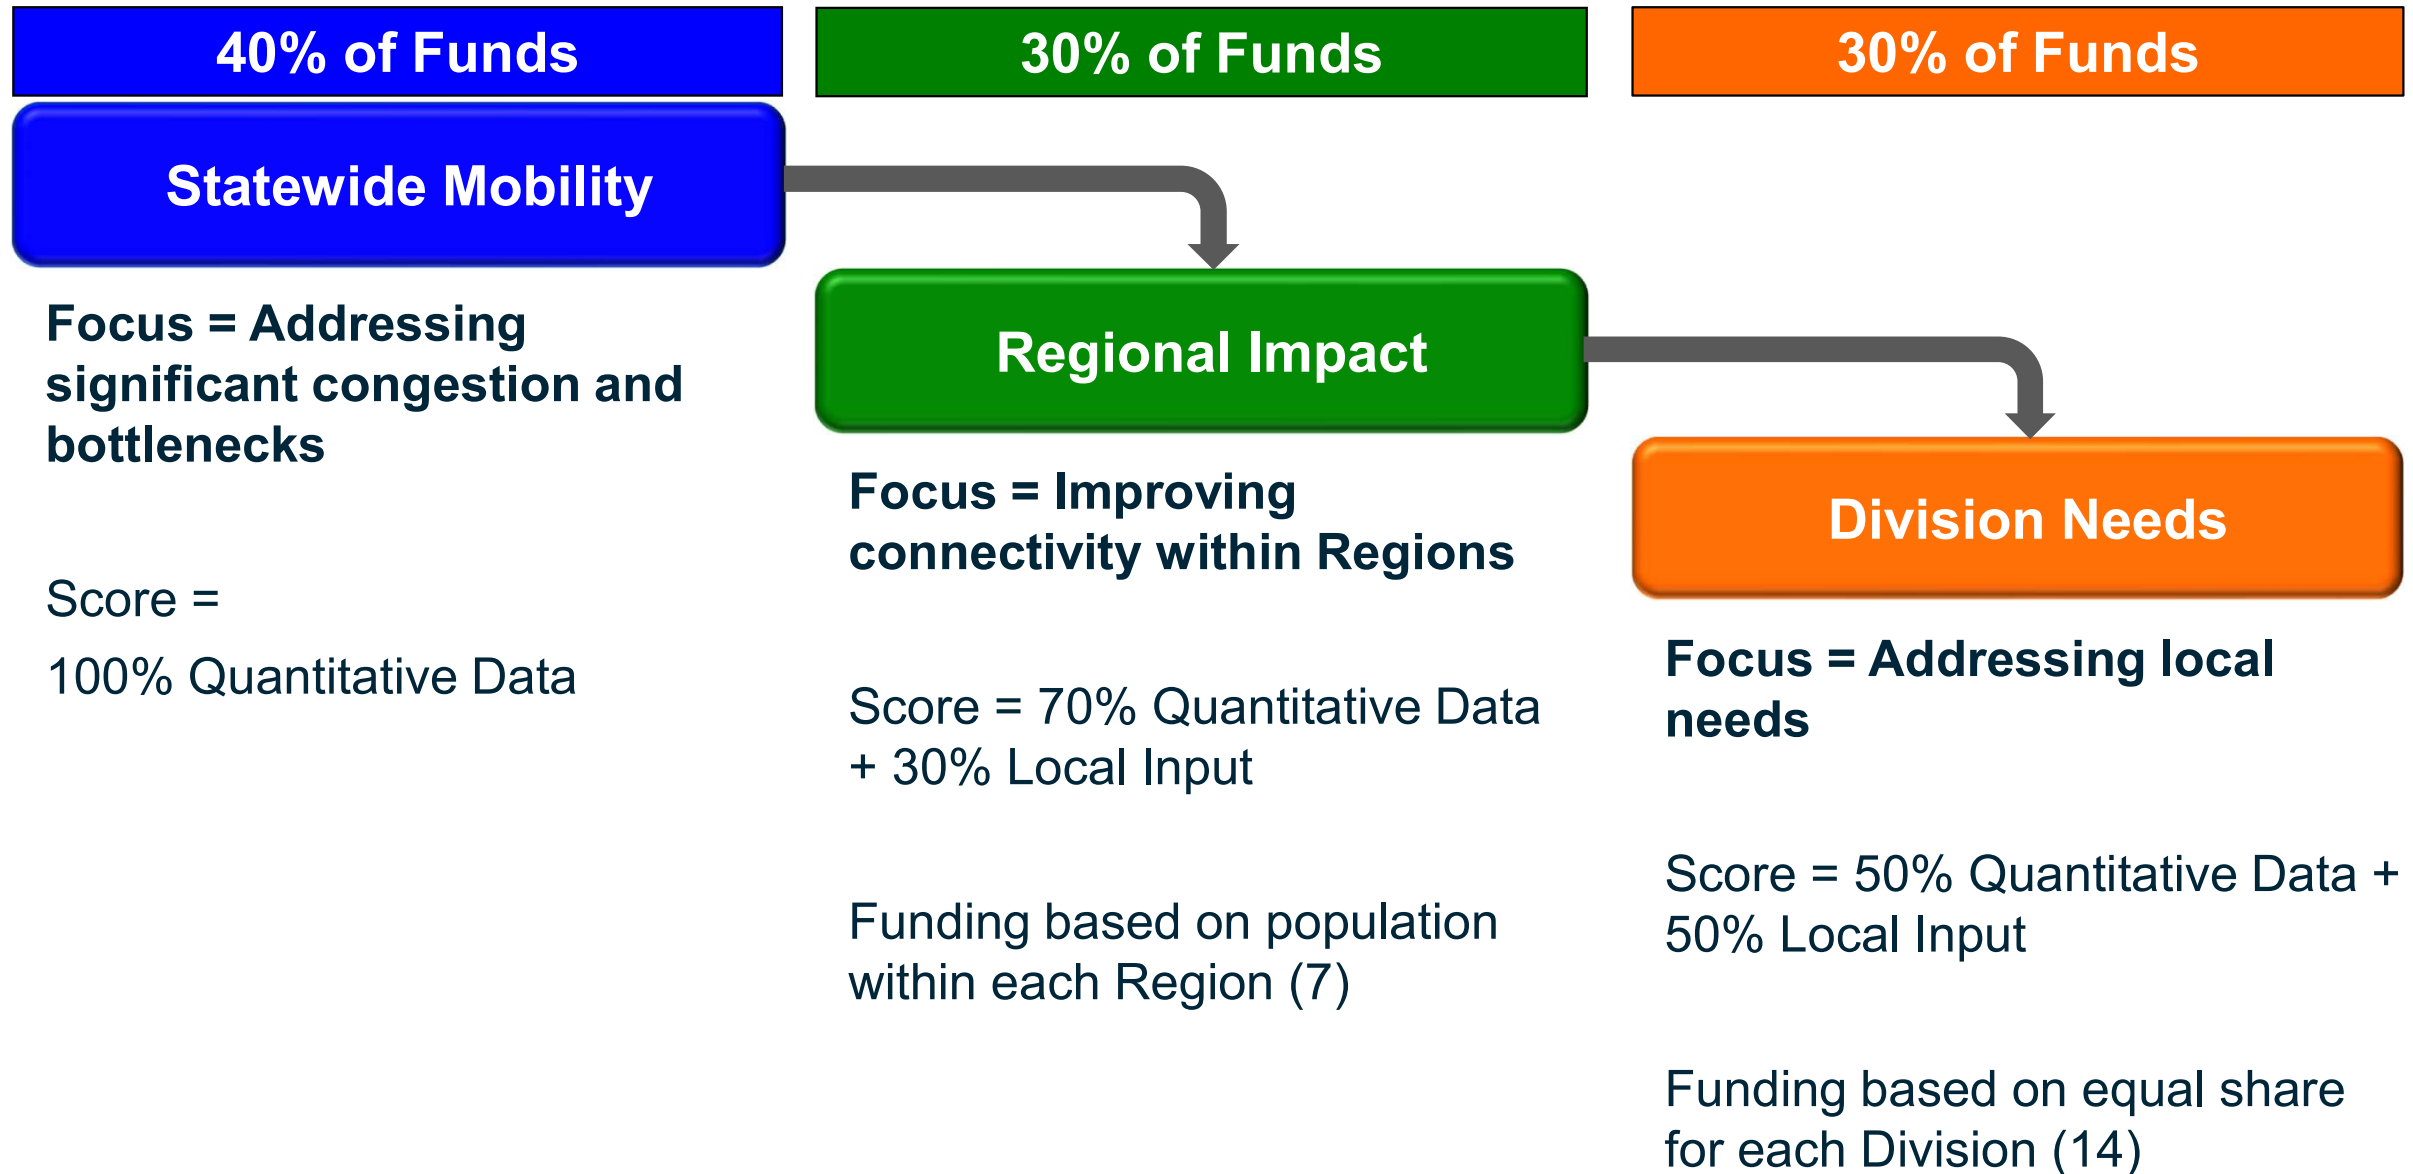 40% of Funds
Statewide Mobility
Focus = Addressing
significant congestion and
bottlenecks
Score =
100% Quantitative Data
30% of Funds
Regional Impact
Focus = Improving
connectivity within Regions
Score = 70% Quantitative Data
+ 30% Local Input
Funding based on population
within each Region (7)
30% of Funds
Division Needs
Focus = Addressing local
needs
Score = 50% Quantitative Data +
50% Local Input
Funding based on equal share
for each Division (14)